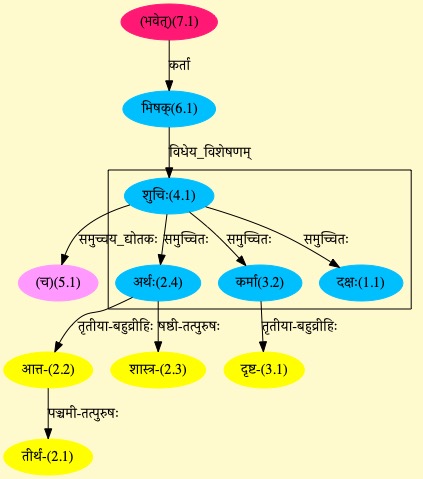 (भवेत्)(7.1)
कर्ता
भिषक्(6.1)
विधेय_विशेषणम्
शुचिः(4.1)
समुच्चय_द्योतकः समुच्चितः समुच्चितः समुच्चितः
(च)(5.1) अर्थः(2.4) कर्मा(3.2) दक्षः(1.1)
तृतीया-बहुव्रीहिः षष्ठी-तत्पुरुषः तृतीया-बहुव्रीहिः
आत्त-(2.2) शास्त्र-(2.3) दृष्ट-(3.1)
पञ्चमी-तत्पुरुषः
तीर्थ-(2.1)